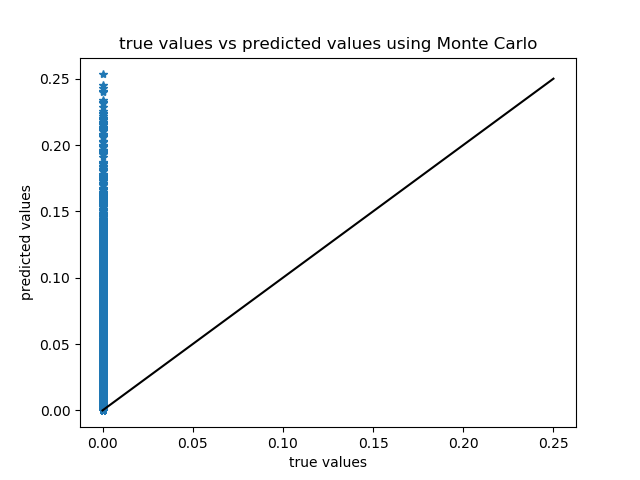 true values vs predicted values using Monte Carlo
0.25
0.20
0.15
0.10
0.05
0.00
predicted values
0.00 0.05 0.10 0.15 0.20 0.25
true values